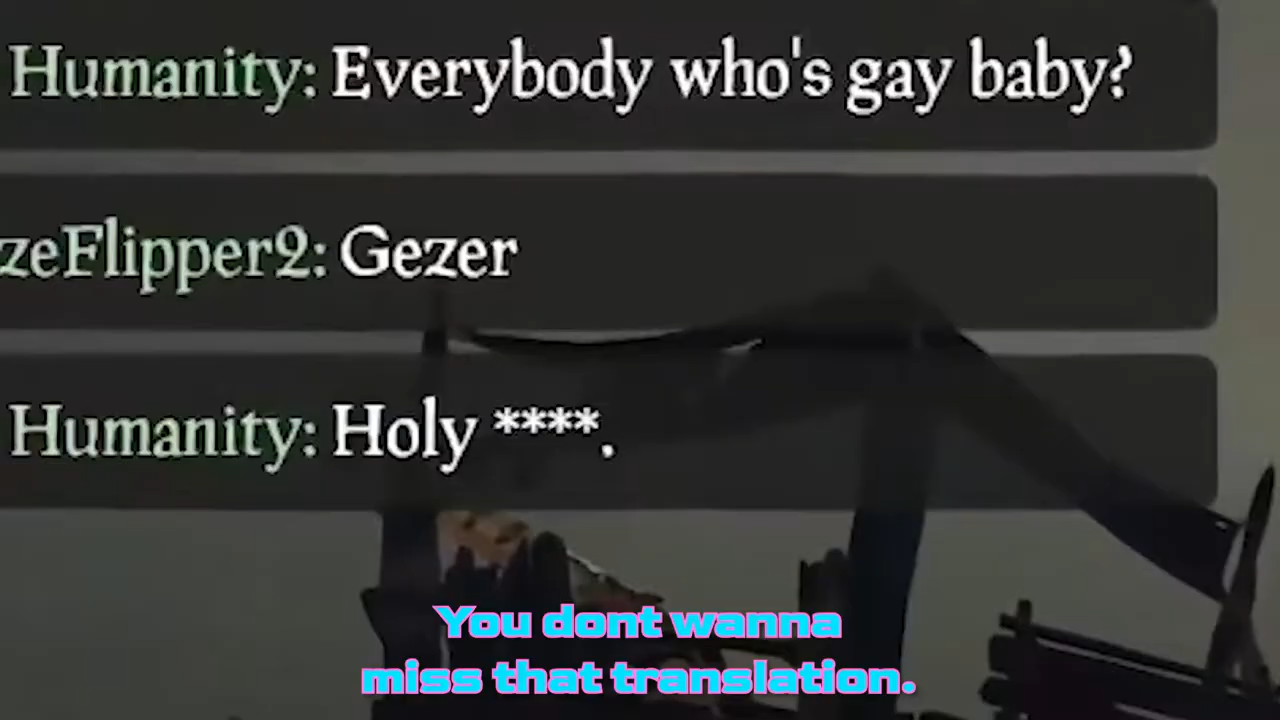 Humanity: Everybody who's gay baby?
zeFlipper2: Gezer
Humanity: Holy ****.
You dont wanna
miss that translation.